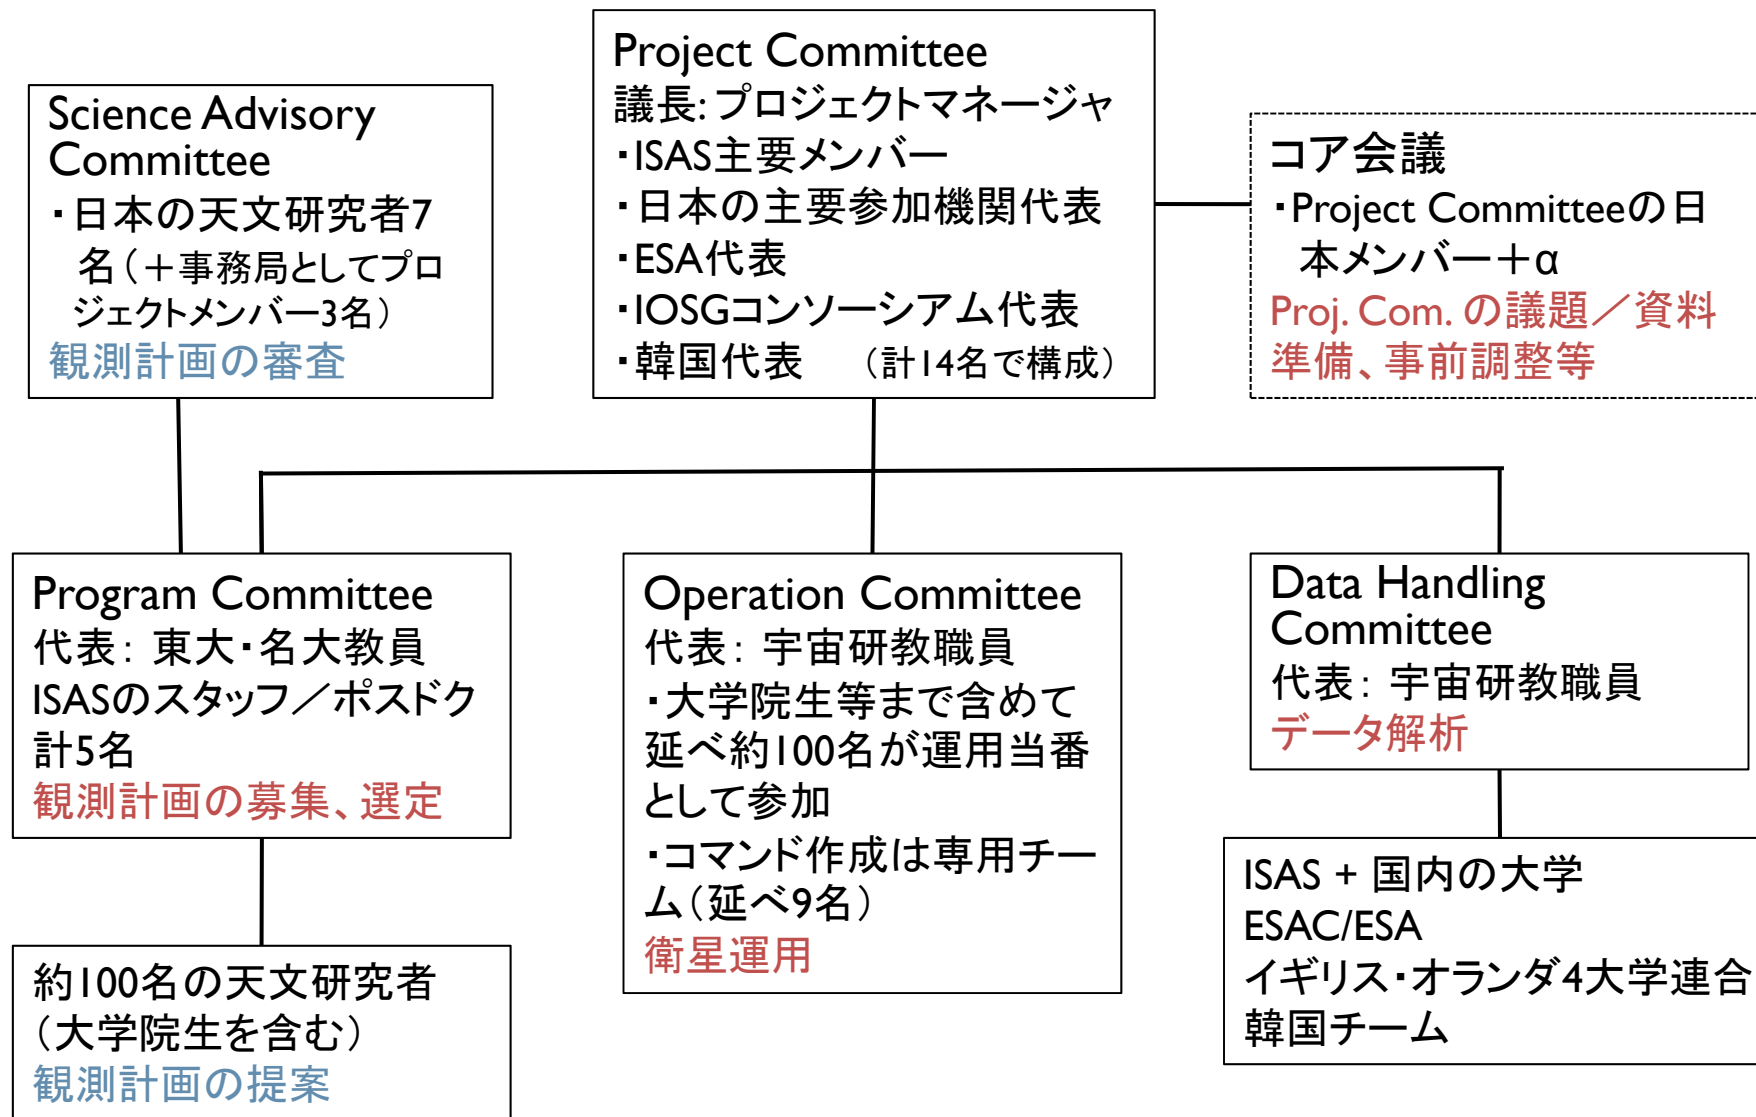 Project Committee
議長: プロジェクトマネージャ
・ISAS主要メンバー
・日本の主要参加機関代表
・ESA代表
・IOSGコンソーシアム代表
・韓国代表　（計14名で構成）
Science Advisory
Committee
・日本の天文研究者7
名（＋事務局としてプロ
ジェクトメンバー3名）
観測計画の審査
コア会議
・Project Committeeの日
本メンバー＋α
Proj. Com. の議題／資料
準備、事前調整等
Program Committee
代表: 東大・名大教員
ISASのスタッフ／ポスドク
計5名
観測計画の募集、選定
Operation Committee
代表: 宇宙研教職員
・大学院生等まで含めて
延べ約100名が運用当番
として参加
・コマンド作成は専用チー
ム（延べ9名）
衛星運用
Data Handling
Committee
代表: 宇宙研教職員
データ解析
約100名の天文研究者
（大学院生を含む）
観測計画の提案
ISAS + 国内の大学
ESAC/ESA
イギリス・オランダ4大学連合
韓国チーム